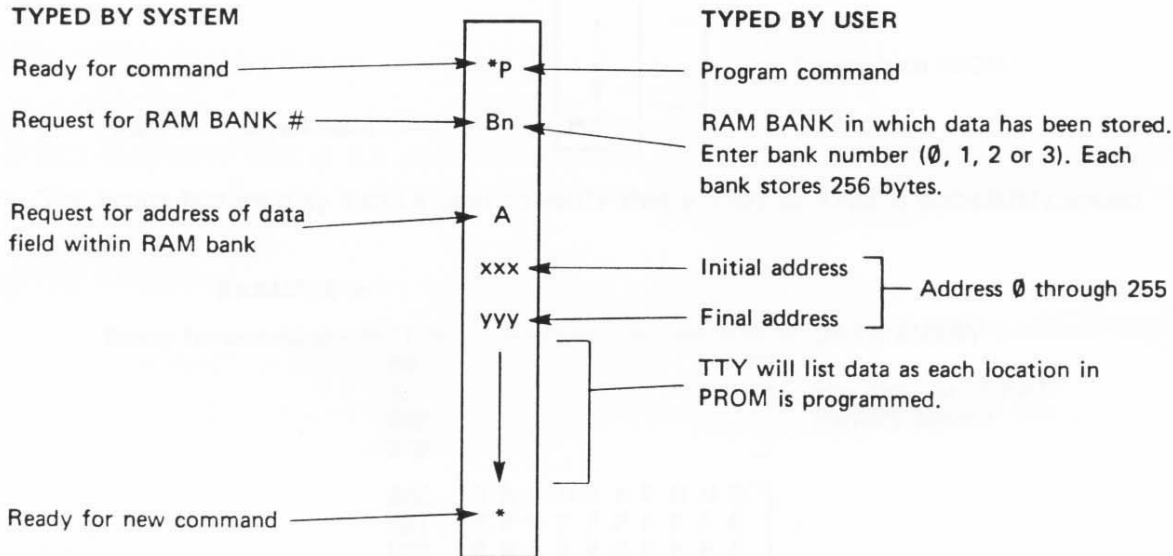 TYPED BY SYSTEM
TYPED BY USER
Ready for command
*P
Program command
Request for RAM BANK #
Bn
RAM BANK in which data has been stored.
Enter bank number (Ø, 1, 2 or 3). Each
bank stores 256 bytes.
Request for address of data
field within RAM bank
A
xxx
Initial address
Address Ø through 255
yyy
Final address
TTY will list data as each location in
PROM is programmed.
Ready for new command
*